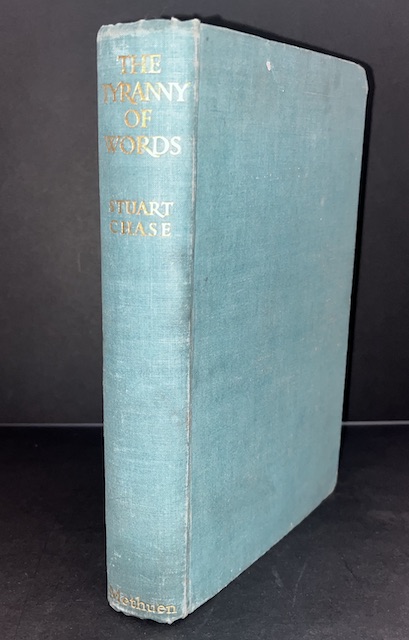 THE
TYRANNY
OF
WORDS
STUART
CHASE
Methuen